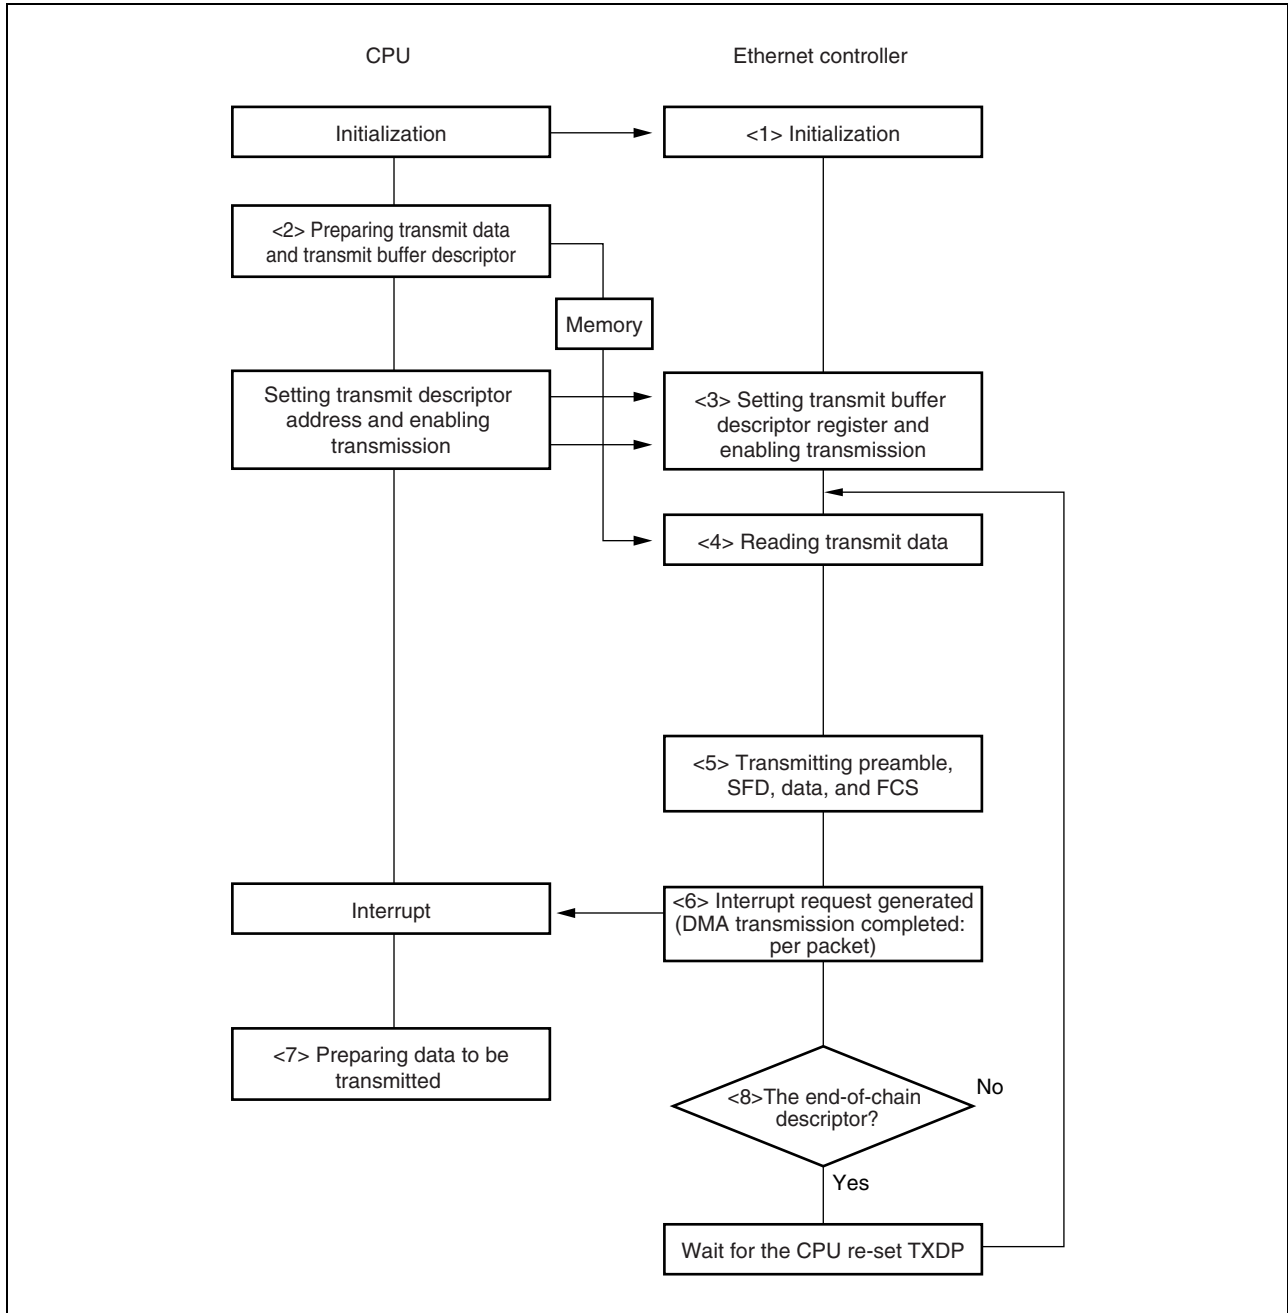 CPU
Ethernet controller
Initialization
<1> Initialization
<2> Preparing transmit data
and transmit buffer descriptor
Memory
Setting transmit descriptor
address and enabling
transmission
<3> Setting transmit buffer
descriptor register and
enabling transmission
<4> Reading transmit data
<5> Transmitting preamble,
SFD, data, and FCS
Interrupt
<6> Interrupt request generated
(DMA transmission completed:
per packet)
<7> Preparing data to be
transmitted
<8>The end-of-chain
descriptor?
No
Yes
Wait for the CPU re-set TXDP